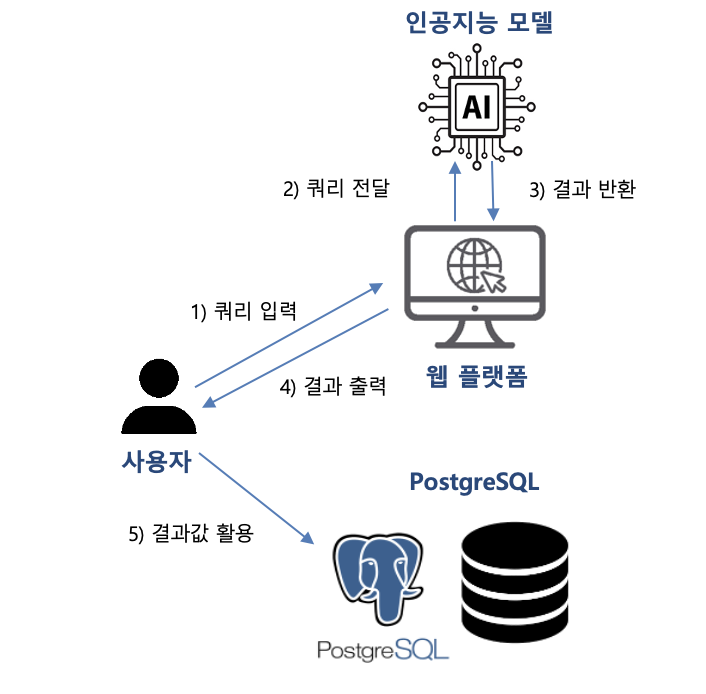 인공지능 모델
AI
2) 쿼리 전달
3) 결과 반환
1) 쿼리 입력
4) 결과 출력
웹 플랫폼
사용자
PostgreSQL
5) 결과값 활용
PostgreSQL